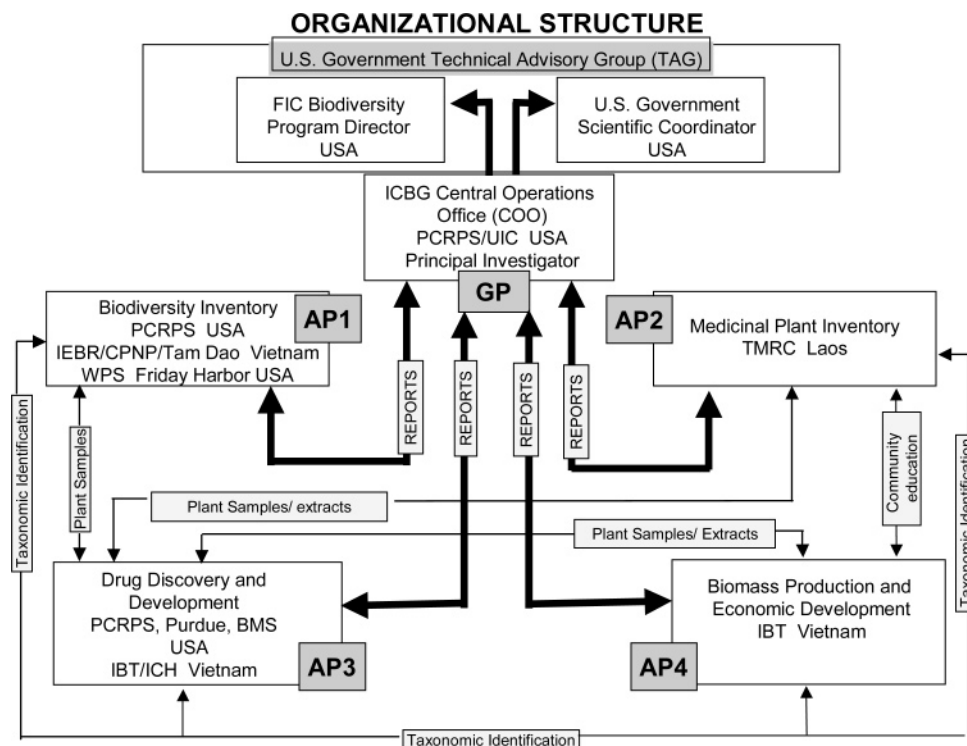 ORGANIZATIONAL STRUCTURE
U.S. Government Technical Advisory Group (TAG)
FIC Biodiversity
Program Director
USA
U.S. Government
Scientific Coordinator
USA
ICBG Central Operations
Office (COO)
PCRPS/UIC USA
Principal Investigator
GP
Biodiversity Inventory
PCRPS USA
IEBR/CPNP/Tam Dao Vietnam
WPS Friday Harbor USA
AP1
AP2
Medicinal Plant Inventory
TMRC Laos
REPORTS
REPORTS
REPORTS
REPORTS
Taxonomic Identification
Plant Samples
Community
education
Taxonomic Identification
Plant Samples/ extracts
Plant Samples/ Extracts
Drug Discovery and
Development
PCRPS, Purdue, BMS
USA
IBT/ICH Vietnam
AP3
Biomass Production and
Economic Development
IBT Vietnam
AP4
Taxonomic Identification